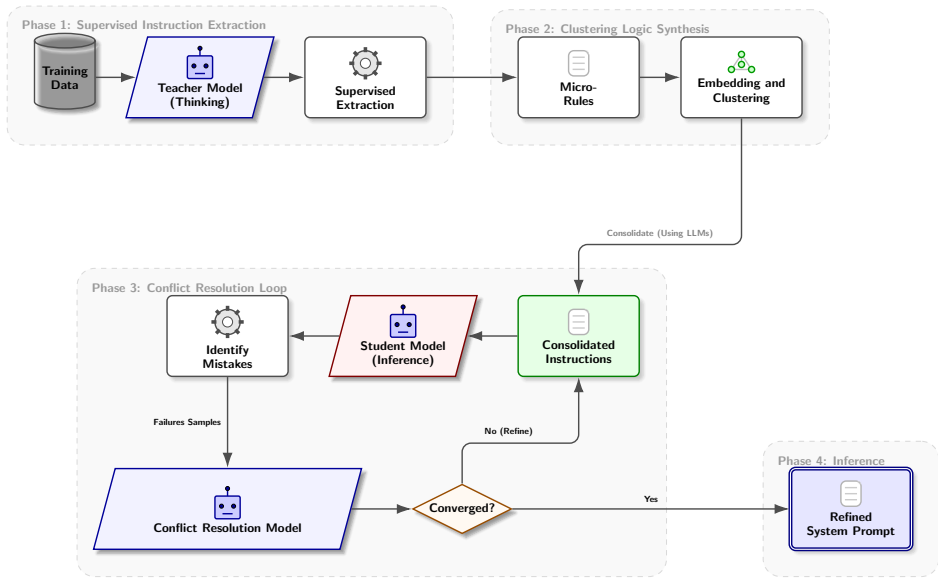 Phase 1: Supervised Instruction Extraction
Training
Data
Teacher Model
(Thinking)
Supervised
Extraction
Phase 2: Clustering Logic Synthesis
Micro-
Rules
Embedding and
Clustering
Consolidate (Using LLMs)
Phase 3: Conflict Resolution Loop
Identify
Mistakes
Student Model
(Inference)
Consolidated
Instructions
Failures Samples
No (Refine)
Conflict Resolution Model
Converged?
Yes
Phase 4: Inference
Refined
System Prompt